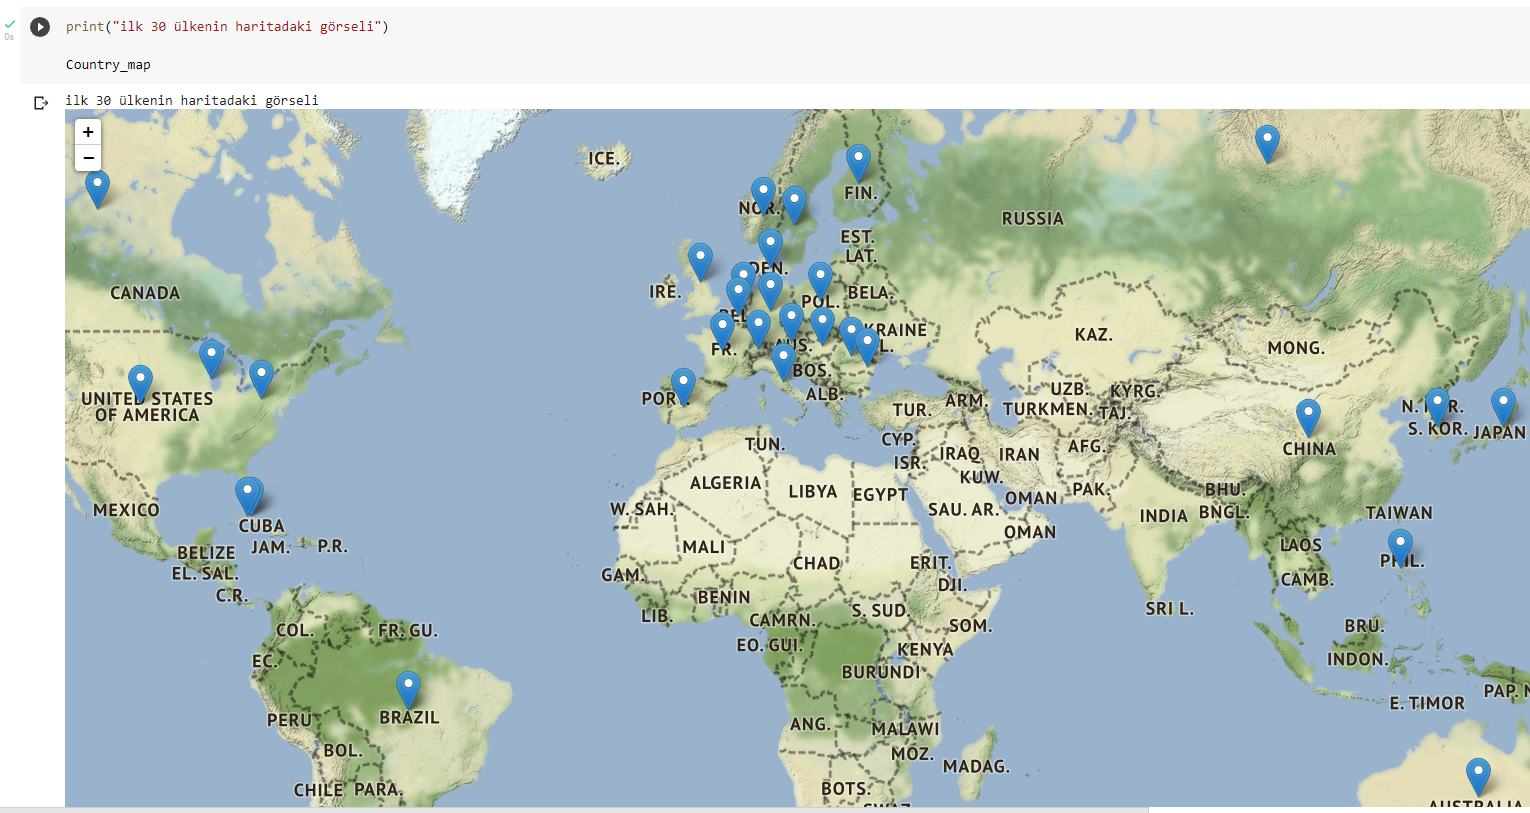 print("ilk 30 ülkenin haritadaki görseli")
0s
Country_map
ilk 30 ülkenin haritadaki görseli
+
−
ICE.
FIN.
NOR.
RUSSIA
EST.
LAT.
DEN.
IRE.
POL.
BELA.
CANADA
BEL
KRAINE
KAZ.
FR.
AUS.
L.
MONG.
BOS.
UNITED STATES
OF AMERICA
POR
ALB.
TUR.
ARM.
UZB.
KYRG.
TURKMEN.
TAJ.
N. KOR.
S. KOR.
JAPAN
TUN.
CYP.
ISR.
IRAQ
IRAN
AFG.
CHINA
KUW.
ALGERIA
LIBYA
EGYPT
OMAN
PAK.
BHU.
MEXICO
W. SAH.
SAU. AR.
INDIA
BNGL.
TAIWAN
CUBA
OMAN
BELIZE
JAM.
P.R.
MALI
CHAD
ERIT.
LAOS
PHIL.
EL. SAL.
GAM.
DJI.
CAMB.
C.R.
BENIN
LIB.
CAMRN.
S. SUD.
SOM.
SRI L.
COL.
FR. GU.
EQ. GUI.
KENYA
BRU.
EC.
BURUNDI
INDON.
PERU
BRAZIL
ANG.
MALAWI
E. TIMOR
PAP. N
BOL.
MOZ.
MADAG.
CHILE
PARA.
BOTS.
SWAZ.
AUSTRALIA